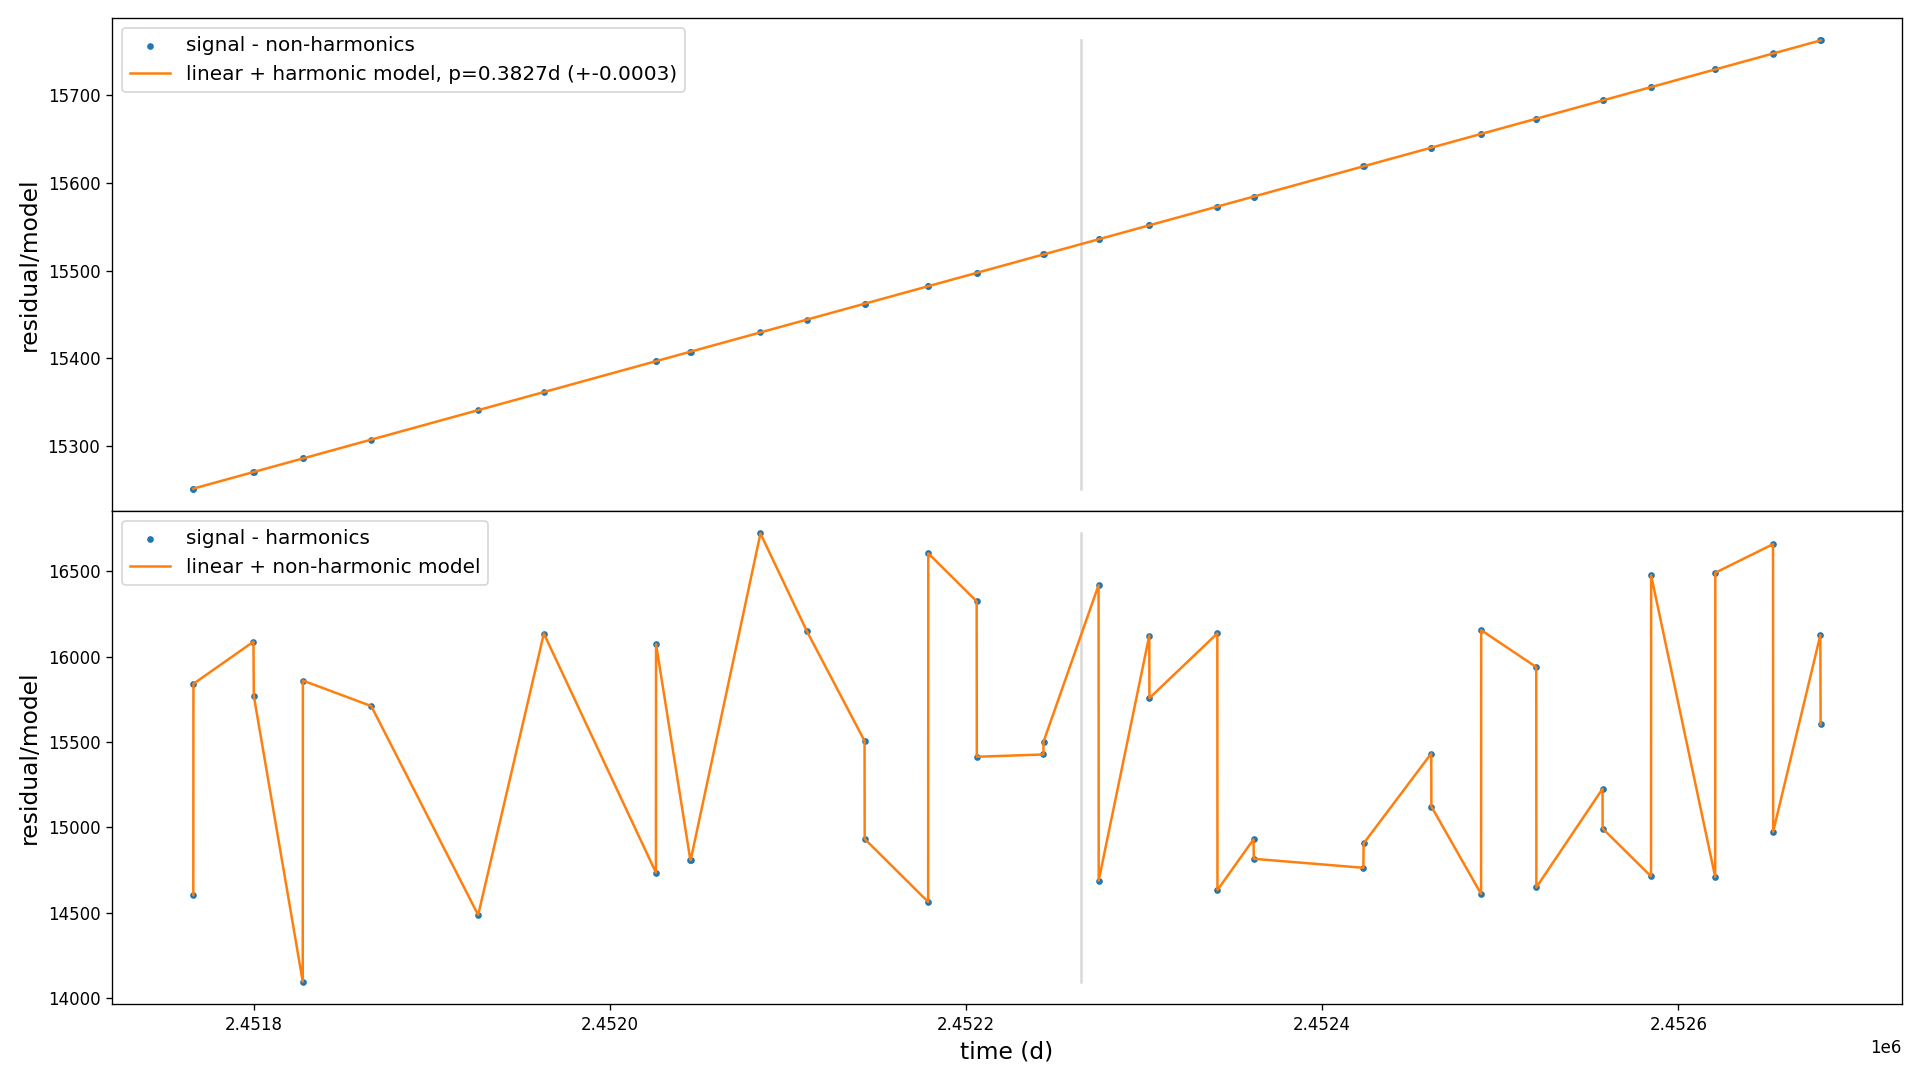 signal - non-harmonics
linear + harmonic model, p=0.3827d (+-0.0003)
15700
15600
15500
15400
15300
residual/model
signal - harmonics
linear + non-harmonic model
16500
16000
15500
15000
14500
14000
residual/model
2.4518
2.4520
2.4522
2.4524
2.4526
time (d)
1e6